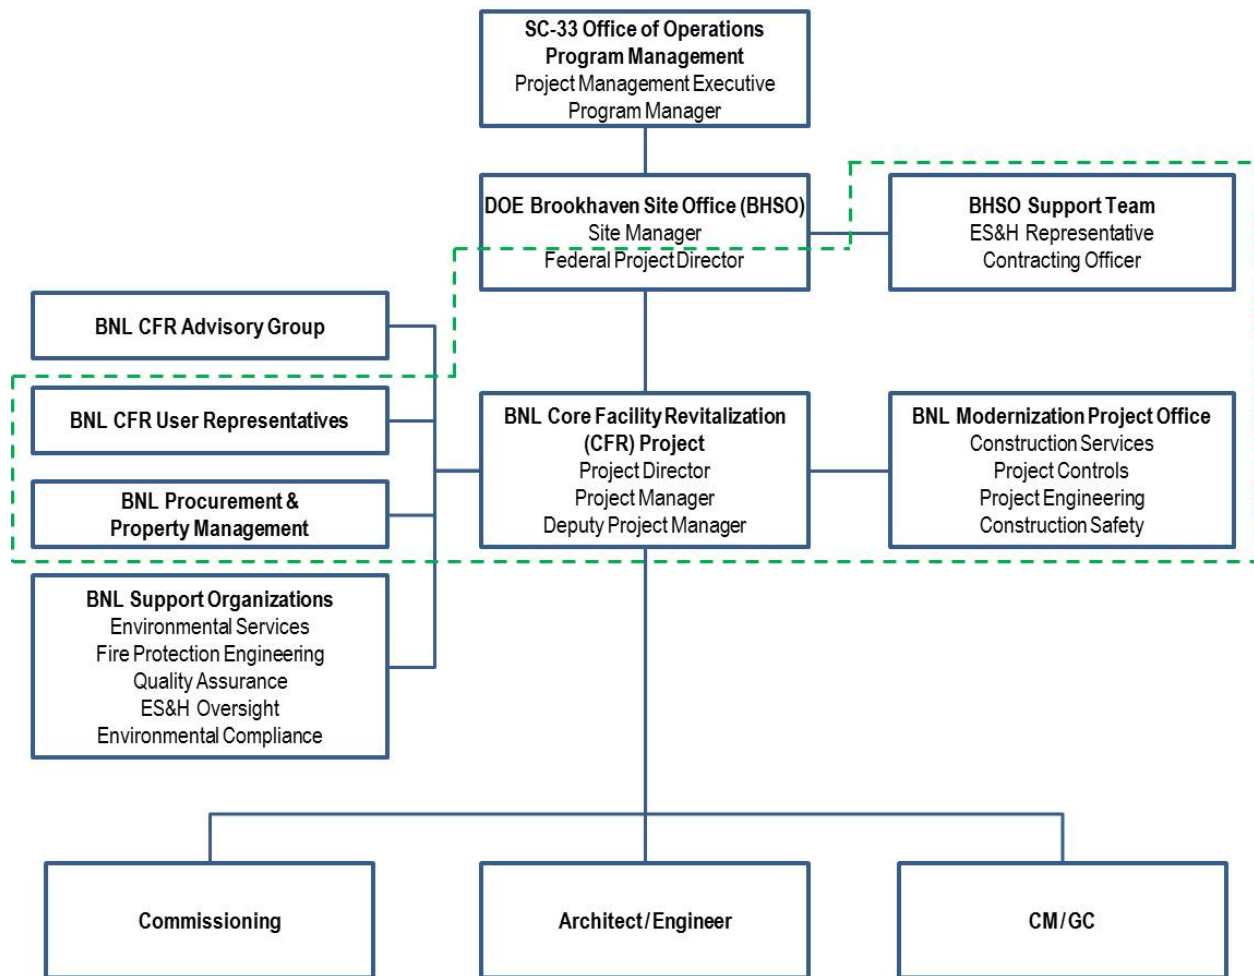 SC-33 Office of Operations
Program Management
Project Management Executive
Program Manager
DOE Brookhaven Site Office (BHSO)
Site Manager
Federal Project Director
BHSO Support Team
ES&H Representative
Contracting Officer
BNL CFR Advisory Group
BNL CFR User Representatives
BNL Procurement &
Property Management
BNL Support Organizations
Environmental Services
Fire Protection Engineering
Quality Assurance
ES&H Oversight
Environmental Compliance
BNL Core Facility Revitalization
(CFR) Project
Project Director
Project Manager
Deputy Project Manager
BNL Modernization Project Office
Construction Services
Project Controls
Project Engineering
Construction Safety
Commissioning
Architect/Engineer
CM/GC